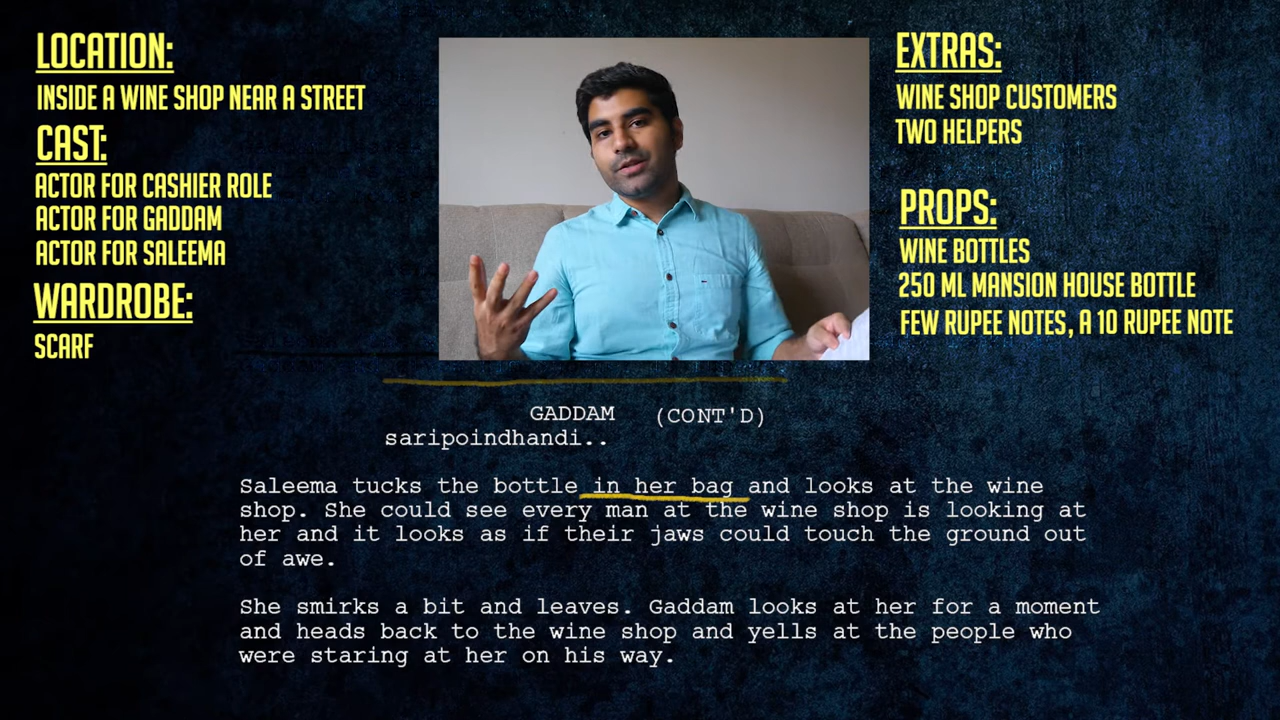 LOCATION:
INSIDE A WINE SHOP NEAR A STREET
CAST:
ACTOR FOR CASHIER ROLE
ACTOR FOR GADDAM
ACTOR FOR SALEEMA
WARDROBE:
SCARF
EXTRAS:
WINE SHOP CUSTOMERS
TWO HELPERS
PROPS:
WINE BOTTLES
250 ML MANSION HOUSE BOTTLE
FEW RUPEE NOTES, A 10 RUPEE NOTE
GADDAM (CONT'D)
saripoindhandi..
Saleema tucks the bottle in her bag and looks at the wine
shop. She could see every man at the wine shop is looking at
her and it looks as if their jaws could touch the ground out
of awe.
She smirks a bit and leaves. Gaddam looks at her for a moment
and heads back to the wine shop and yells at the people who
were staring at her on his way.